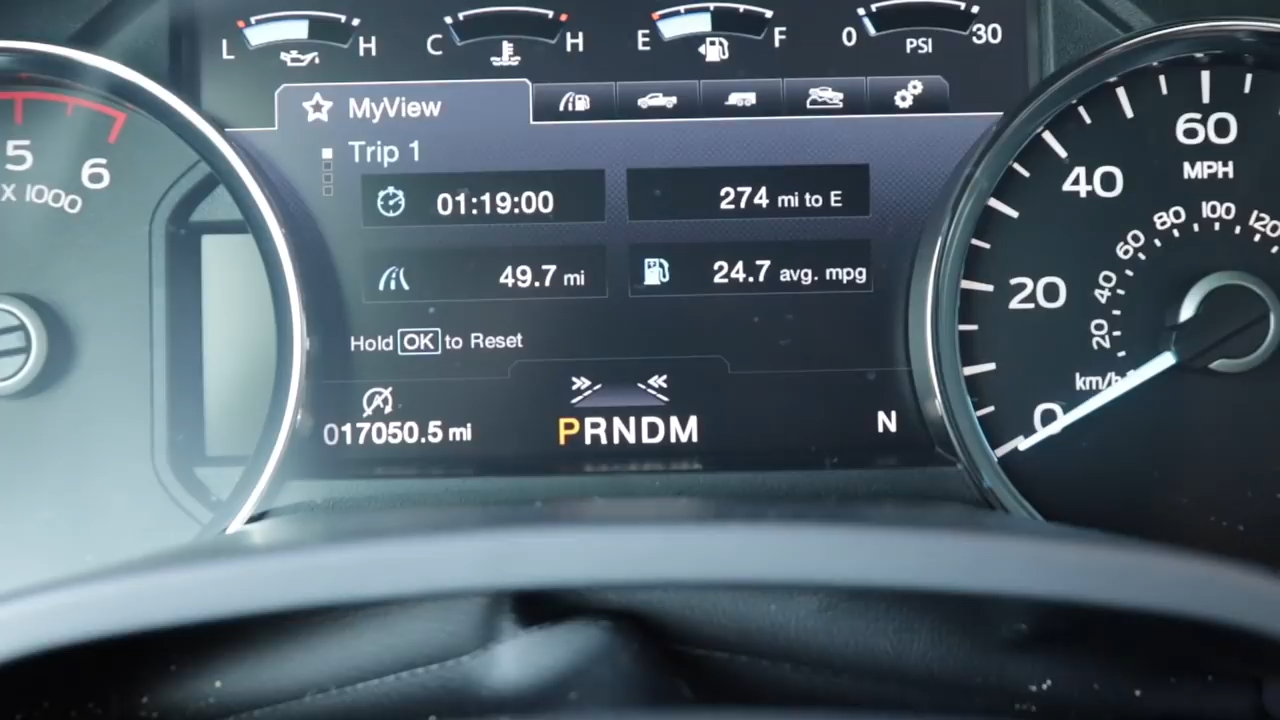 L H C H E F 0 PSI 30
MyView
Trip 1
01:19:00 274 mi to E
49.7 mi 24.7 avg. mpg
Hold OK to Reset
017050.5 mi PRNDM N
5 6
X 1000
60
MPH
40
20
0
20 40 60 80 100 120
km/h